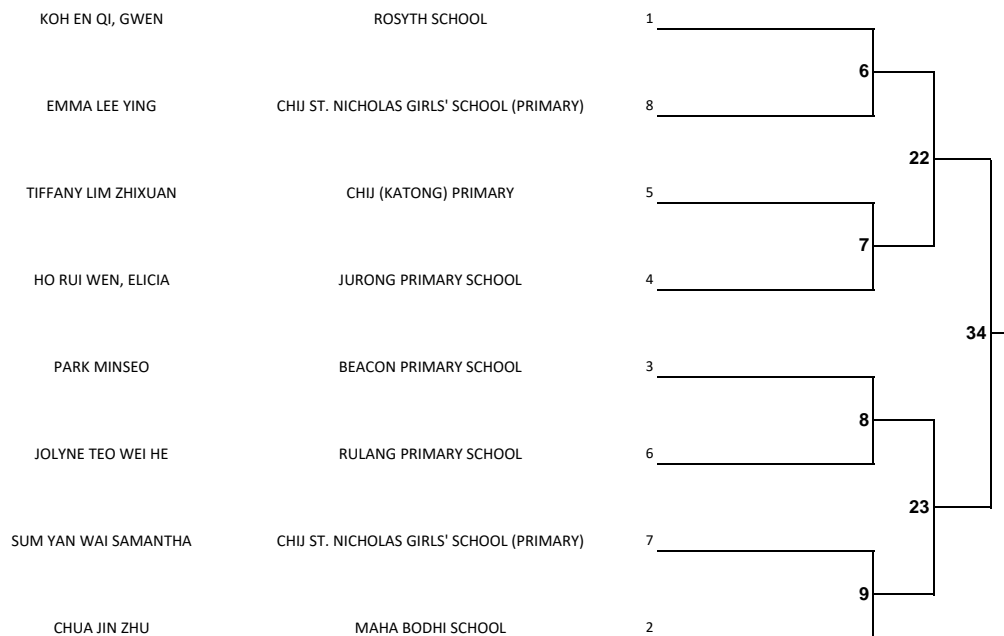 KOH EN QI, GWEN ROSYTH SCHOOL 1
6
EMMA LEE YING CHIJ ST. NICHOLAS GIRLS' SCHOOL (PRIMARY) 8
22
TIFFANY LIM ZHIXUAN CHIJ (KATONG) PRIMARY 5
7
HO RUI WEN, ELICIA JURONG PRIMARY SCHOOL 4
34
PARK MINSEO BEACON PRIMARY SCHOOL 3
8
JOLYNE TEO WEI HE RULANG PRIMARY SCHOOL 6
23
SUM YAN WAI SAMANTHA CHIJ ST. NICHOLAS GIRLS' SCHOOL (PRIMARY) 7
9
CHUA JIN ZHU MAHA BODHI SCHOOL 2